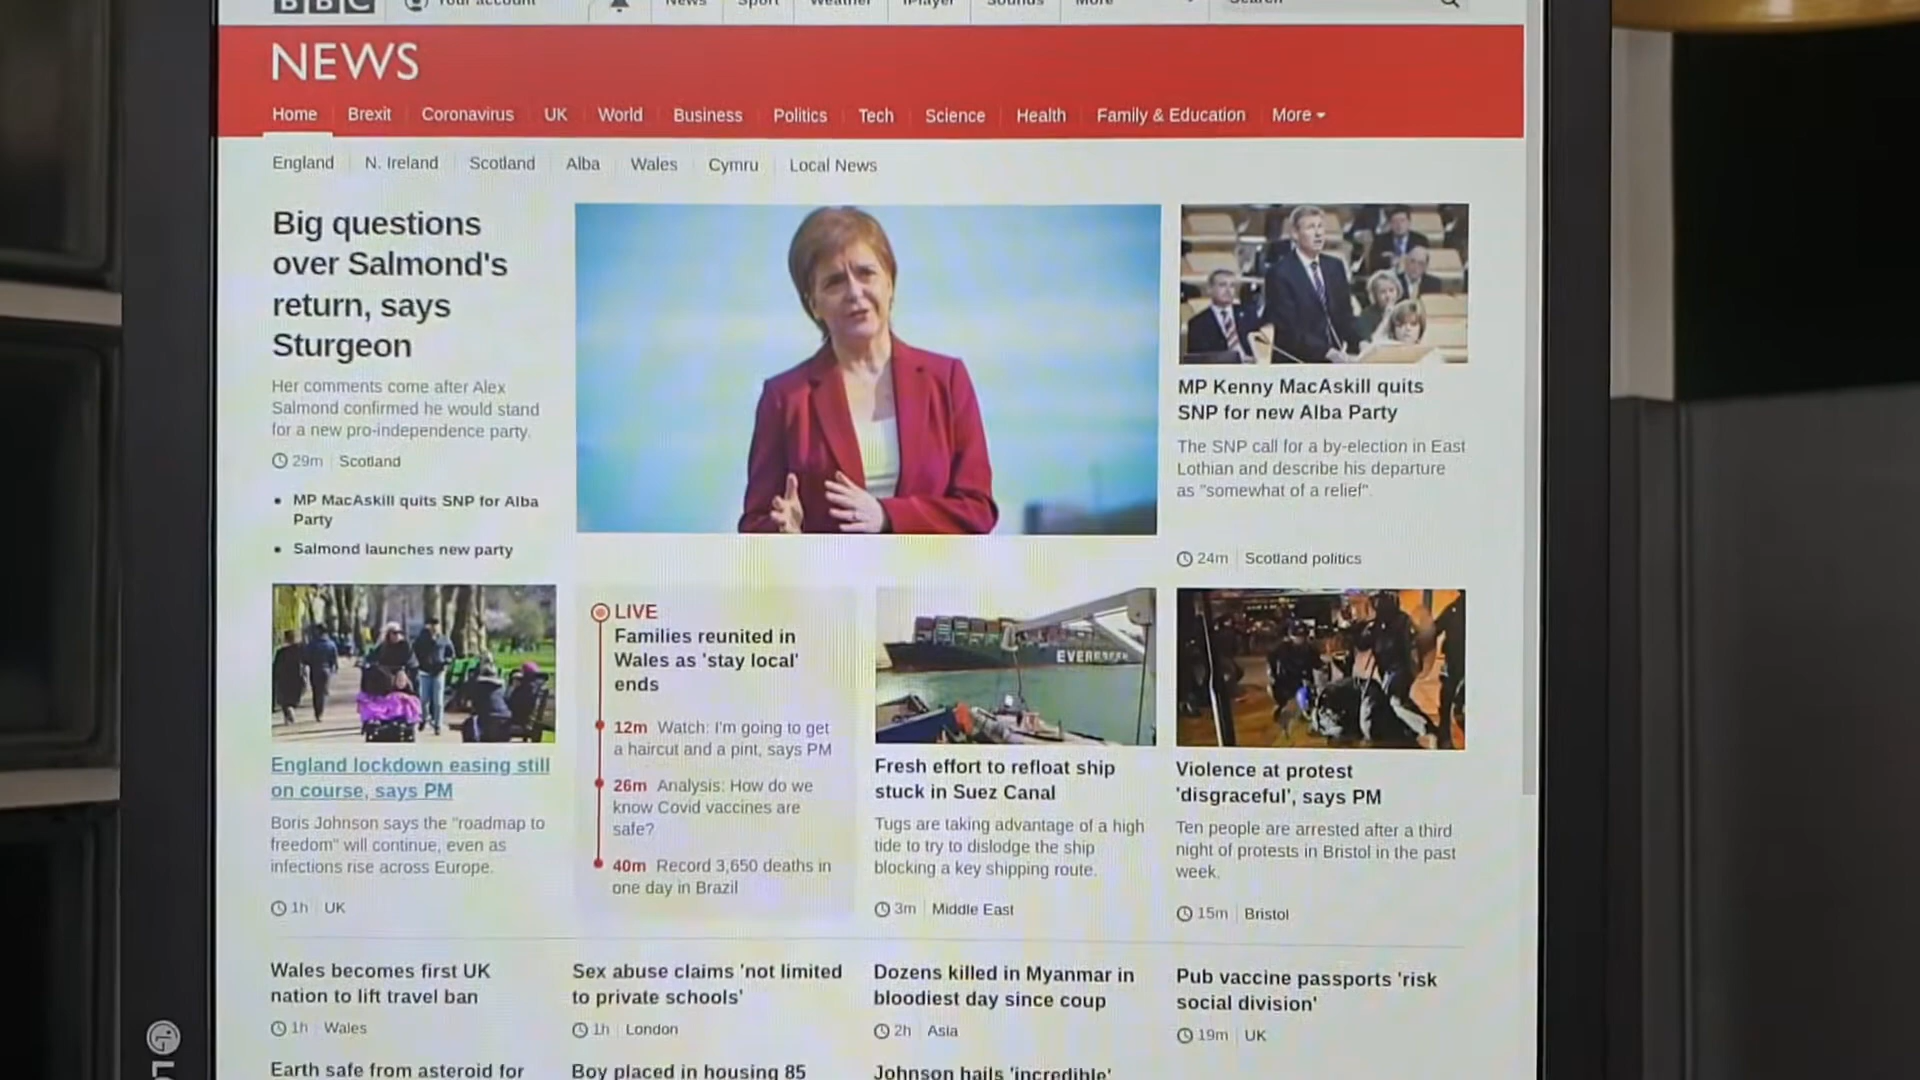 BBC
Your account
News
Sport
Weather
iPlayer
Sounds
More
Search
NEWS
Home
Brexit
Coronavirus
UK
World
Business
Politics
Tech
Science
Health
Family & Education
More
England
N. Ireland
Scotland
Alba
Wales
Cymru
Local News
Big questions
over Salmond's
return, says
Sturgeon
Her comments come after Alex
Salmond confirmed he would stand
for a new pro-independence party.
29m
Scotland
MP MacAskill quits SNP for Alba
Party
Salmond launches new party
MP Kenny MacAskill quits
SNP for new Alba Party
The SNP call for a by-election in East
Lothian and describe his departure
as "somewhat of a relief".
24m
Scotland politics
England lockdown easing still
on course, says PM
Boris Johnson says the "roadmap to
freedom" will continue, even as
infections rise across Europe.
1h
UK
LIVE
Families reunited in
Wales as 'stay local'
ends
12m Watch: I'm going to get
a haircut and a pint, says PM
26m Analysis: How do we
know Covid vaccines are
safe?
40m Record 3,650 deaths in
one day in Brazil
EVERGREEN
Fresh effort to refloat ship
stuck in Suez Canal
Tugs are taking advantage of a high
tide to try to dislodge the ship
blocking a key shipping route.
3m
Middle East
Violence at protest
'disgraceful', says PM
Ten people are arrested after a third
night of protests in Bristol in the past
week.
15m
Bristol
Wales becomes first UK
nation to lift travel ban
1h
Wales
Sex abuse claims 'not limited
to private schools'
1h
London
Dozens killed in Myanmar in
bloodiest day since coup
2h
Asia
Pub vaccine passports 'risk
social division'
19m
UK
Earth safe from asteroid for
Boy placed in housing 85
Johnson hails 'incredible'
LG